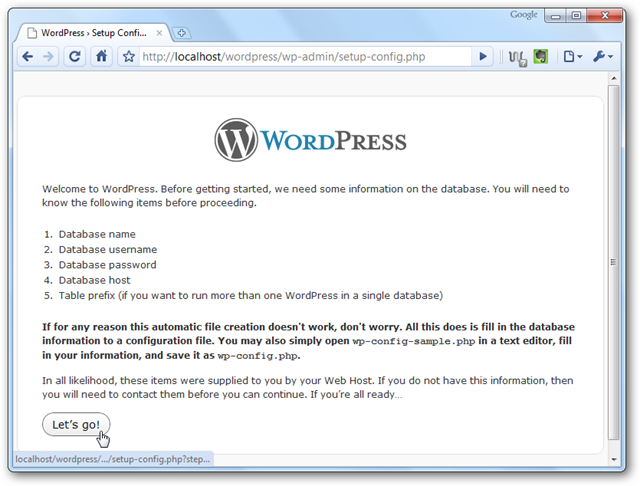 Google
WordPress › Setup Confi...
http://localhost/wordpress/wp-admin/setup-config.php
WORDPRESS
Welcome to WordPress. Before getting started, we need some information on the database. You will need to
know the following items before proceeding.
1. Database name
2. Database username
3. Database password
4. Database host
5. Table prefix (if you want to run more than one WordPress in a single database)
If for any reason this automatic file creation doesn't work, don't worry. All this does is fill in the database
information to a configuration file. You may also simply open wp-config-sample.php in a text editor, fill
in your information, and save it as wp-config.php.
In all likelihood, these items were supplied to you by your Web Host. If you do not have this information, then
you will need to contact them before you can continue. If you're all ready…
Let's go!
localhost/wordpress/.../setup-config.php?step...